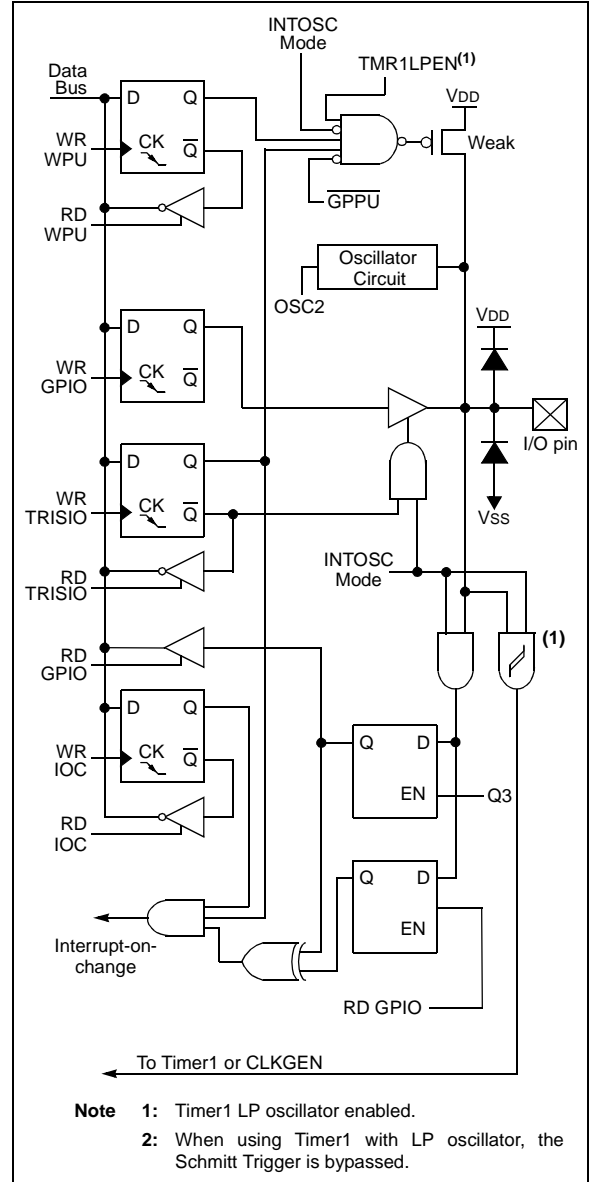 INTOSC
Mode
TMR1LPEN(1)
Data
Bus
VDD
D Q
WR
WPU
CK Q
Weak
RD
WPU
GPPU
Oscillator
Circuit
OSC2
VDD
D Q
WR
GPIO
CK Q
I/O pin
D Q
WR
TRISIO
CK Q
VSS
INTOSC
Mode
RD
TRISIO
(1)
RD
GPIO
D Q
WR
IOC
CK Q
Q D
EN
Q3
RD
IOC
Q D
EN
Interrupt-on-
change
RD GPIO
To Timer1 or CLKGEN
Note 1: Timer1 LP oscillator enabled.
2: When using Timer1 with LP oscillator, the
Schmitt Trigger is bypassed.